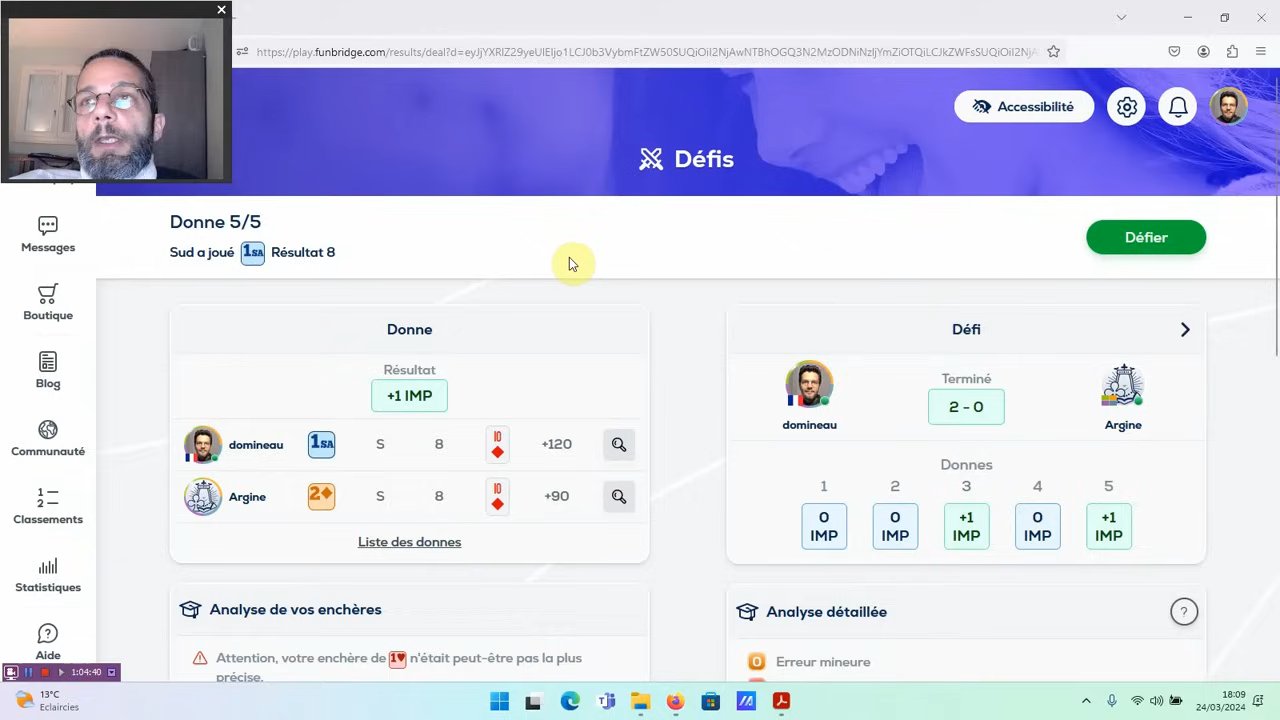 https://play.funbridge.com/results/deal?d=
Accessibilité
Défis
Messages
Boutique
Blog
Communauté
1
2
Classements
Statistiques
?
Aide
Donne 5/5
Sud a joué 1SA Résultat 8
Défier
Donne
Résultat
+1 IMP
domineau 1SA S 8 10♦ +120
Argine 2♦ S 8 10♦ +90
Liste des donnes
Défi
domineau
Terminé
2 - 0
Argine
Donnes
1 2 3 4 5
0 0 +1 0 +1
IMP IMP IMP IMP IMP
Analyse de vos enchères
Attention, votre enchère de 1♥ n'était peut-être pas la plus
précise.
Analyse détaillée
?
0 Erreur mineure
1:04:40
13°C
Eclaircies
18:09
24/03/2024